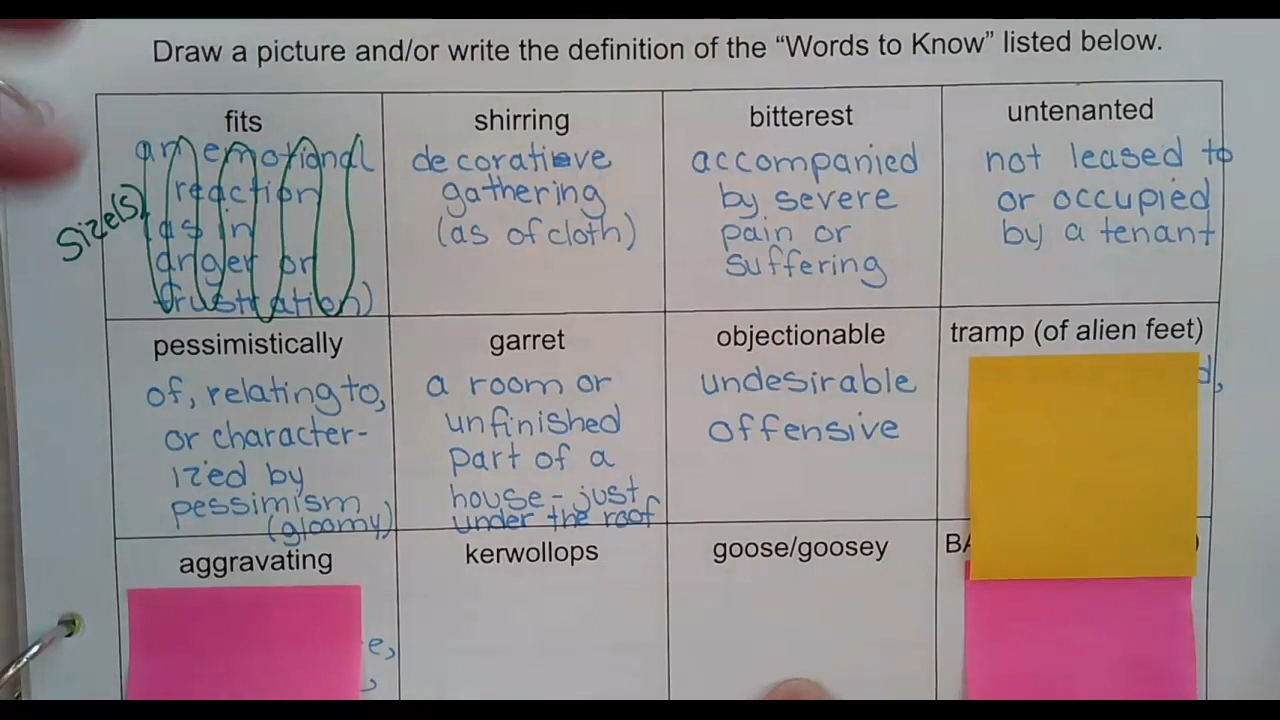 Draw a picture and/or write the definition of the “Words to Know” listed below.
fits
an emotional
reaction
(as in
anger or
frustration)
size(s)
shirring
decorative
gathering
(as of cloth)
bitterest
accompanied
by severe
pain or
suffering
untenanted
not leased to
or occupied
by a tenant
pessimistically
of, relating to,
or character-
ized by
pessimism
(gloomy)
garret
a room or
unfinished
part of a
house - just
under the roof
objectionable
undesirable
offensive
tramp (of alien feet)
d,
aggravating
e,
,
kerwollops
goose/goosey
BA
)